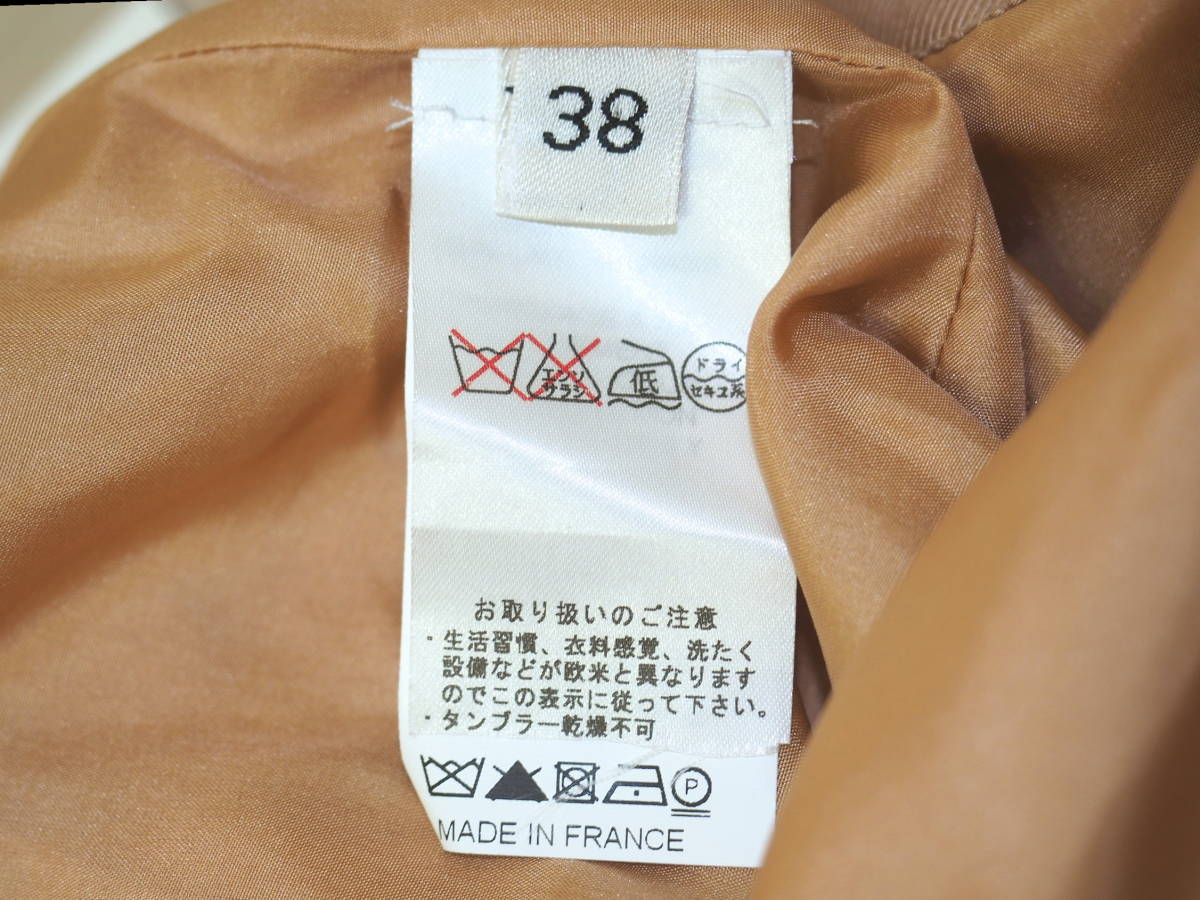 38
エンソ
サラシ
低
ドライ
セキユ系
お取り扱いのご注意
・生活習慣、衣料感覚、洗たく
設備などが欧米と異なります
のでこの表示に従って下さい。
・タンブラー乾燥不可
P
MADE IN FRANCE